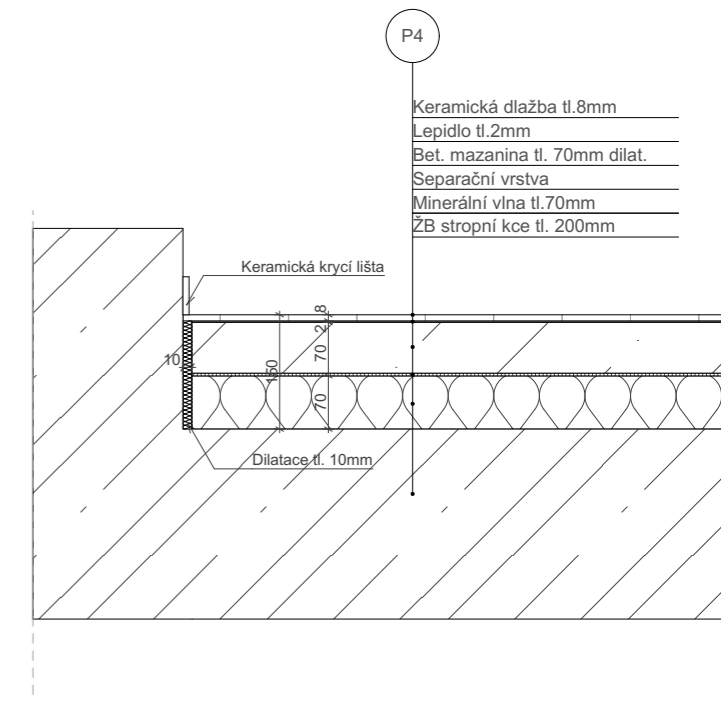 P4
Keramická dlažba tl.8mm
Lepidlo tl.2mm
Bet. mazanina tl. 70mm dilat.
Separační vrstva
Minerální vlna tl.70mm
ŽB stropní kce tl. 200mm
Keramická krycí lišta
8
2
10
70
150
70
Dilatace tl. 10mm